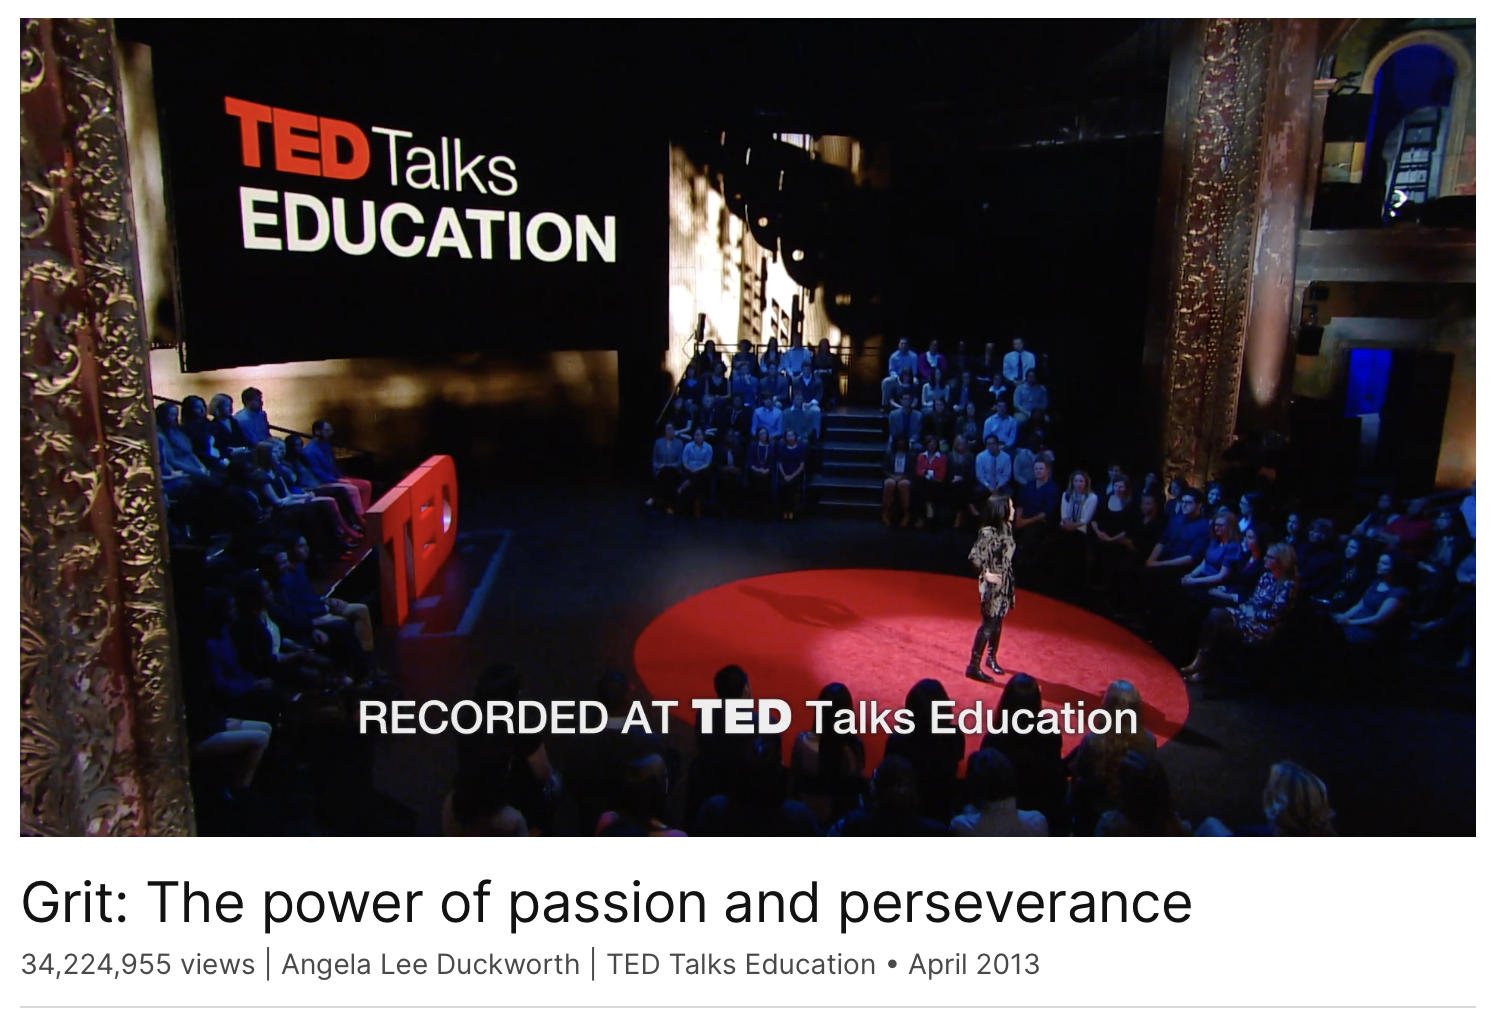 TED Talks
EDUCATION
TED
RECORDED AT TED Talks Education
Grit: The power of passion and perseverance
34,224,955 views | Angela Lee Duckworth | TED Talks Education • April 2013